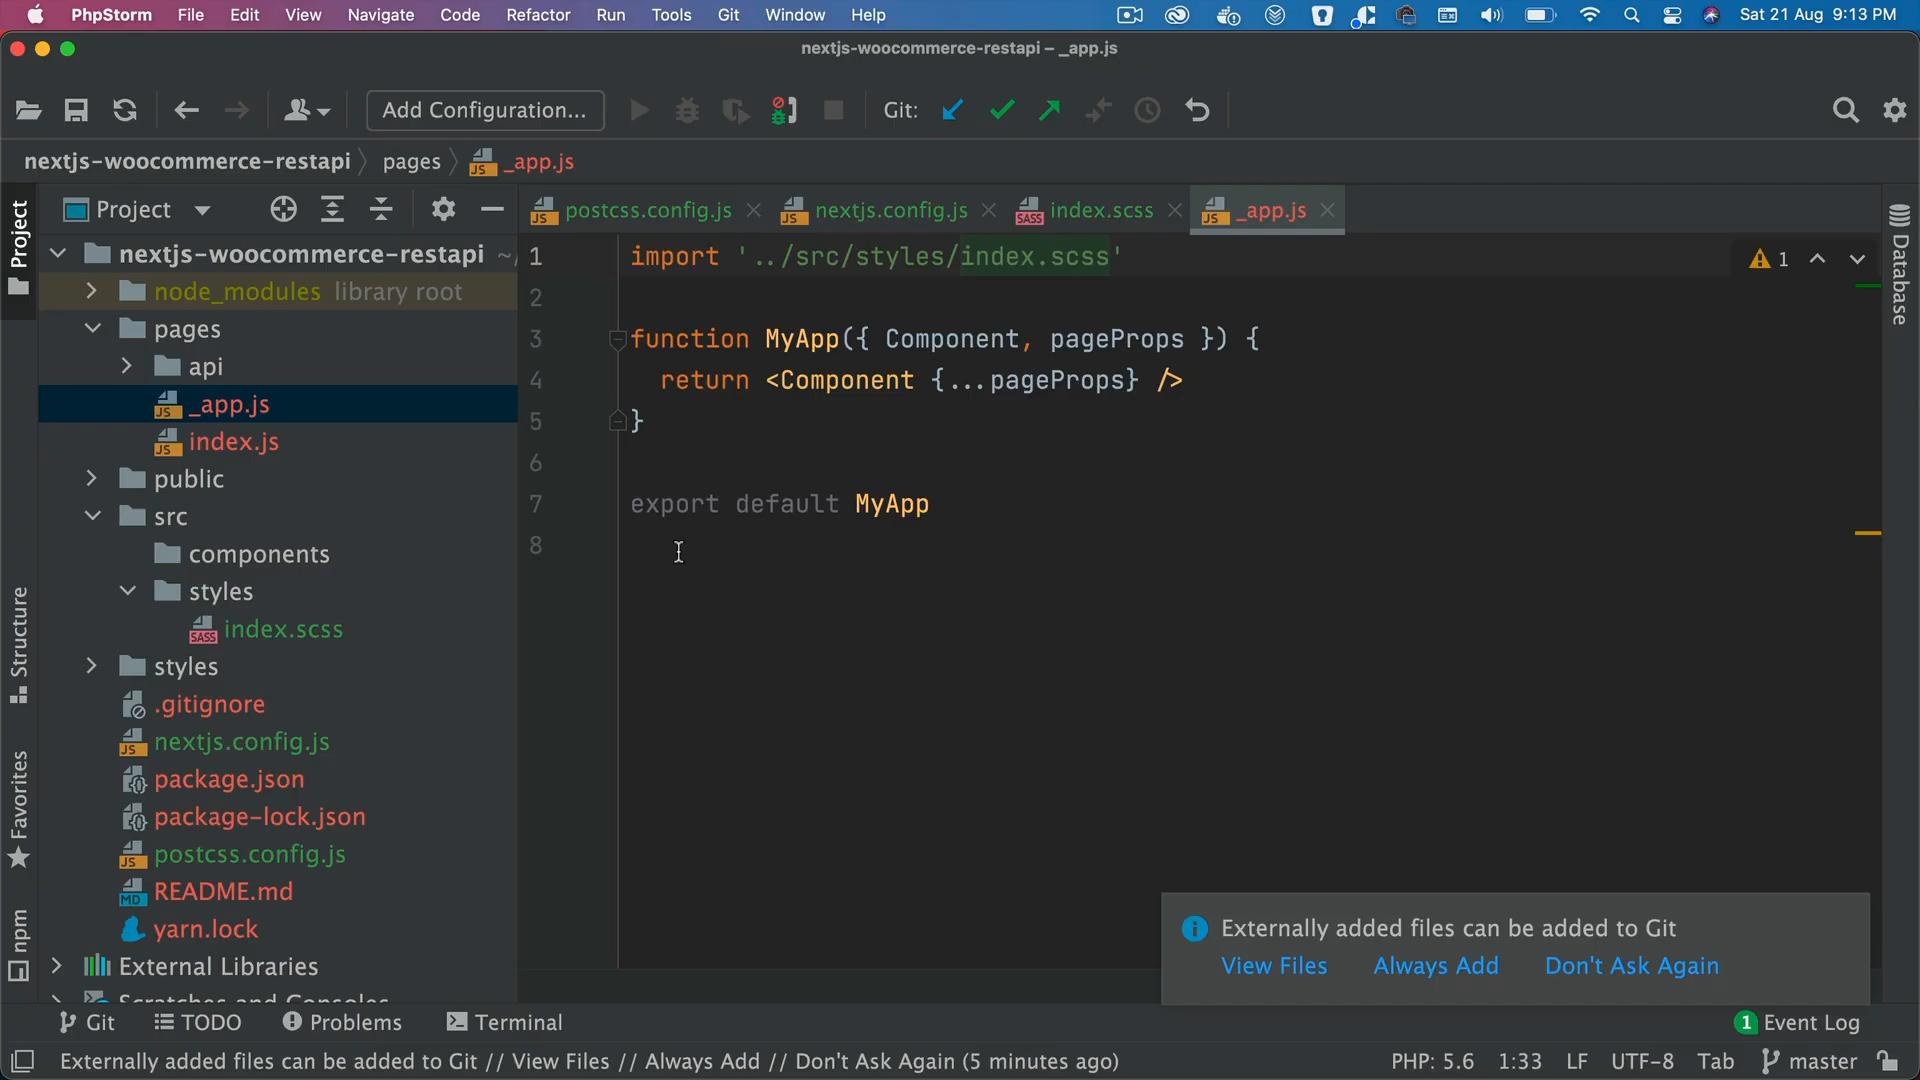 PhpStorm File Edit View Navigate Code Refactor Run Tools Git Window Help Sat 21 Aug 9:13 PM
nextjs-woocommerce-restapi – _app.js
Add Configuration... Git:
nextjs-woocommerce-restapi pages _app.js
Project
postcss.config.js nextjs.config.js index.scss _app.js
nextjs-woocommerce-restapi ~/
node_modules library root
pages
api
_app.js
index.js
public
src
components
styles
index.scss
styles
.gitignore
nextjs.config.js
package.json
package-lock.json
postcss.config.js
README.md
yarn.lock
External Libraries
Scratches and Consoles
1 import '../src/styles/index.scss'
2
3 function MyApp({ Component, pageProps }) {
4 return <Component {...pageProps} />
5 }
6
7 export default MyApp
8
1
Project
Structure
Favorites
npm
Database
Externally added files can be added to Git
View Files Always Add Don't Ask Again
Git TODO Problems Terminal 1 Event Log
Externally added files can be added to Git // View Files // Always Add // Don't Ask Again (5 minutes ago) PHP: 5.6 1:33 LF UTF-8 Tab master